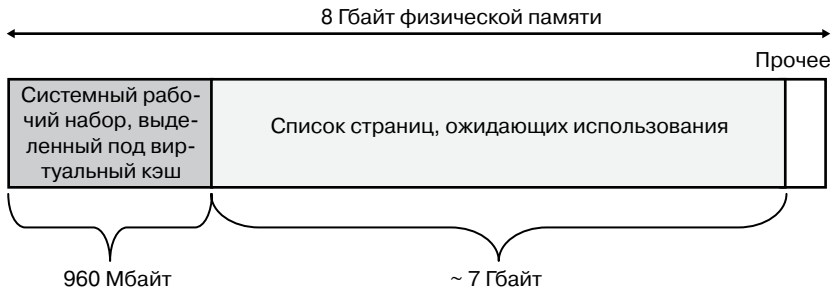 8 Гбайт физической памяти
Прочее
Системный рабо-
чий набор, выде-
ленный под вир-
туальный кэш
Список страниц, ожидающих использования
960 Мбайт
~ 7 Гбайт